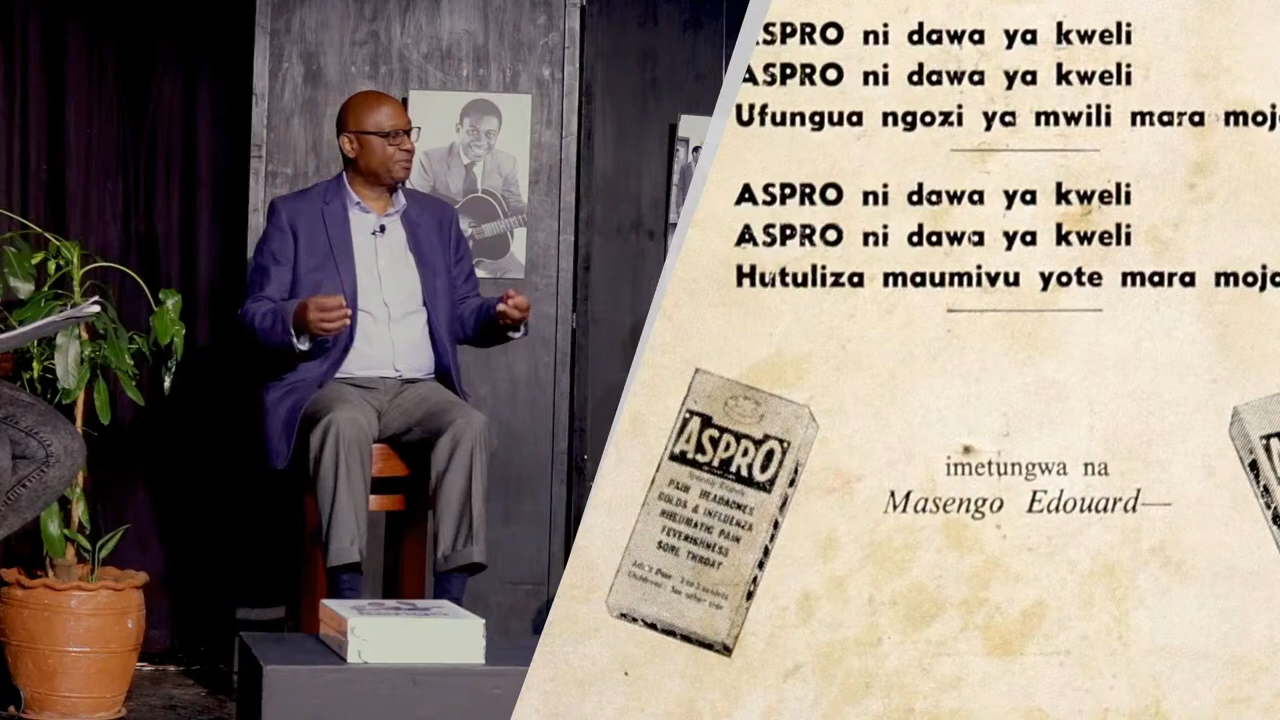 ASPRO ni dawa ya kweli
ASPRO ni dawa ya kweli
Ufungua ngozi ya mwili mara moja
ASPRO ni dawa ya kweli
ASPRO ni dawa ya kweli
Hutuliza maumivu yote mara moja
ASPRO
PAIN HEADACHES
COLDS & INFLUENZA
RHEUMATIC PAIN
FEVERISHNESS
SORE THROAT
imetungwa na
Masengo Edouard—